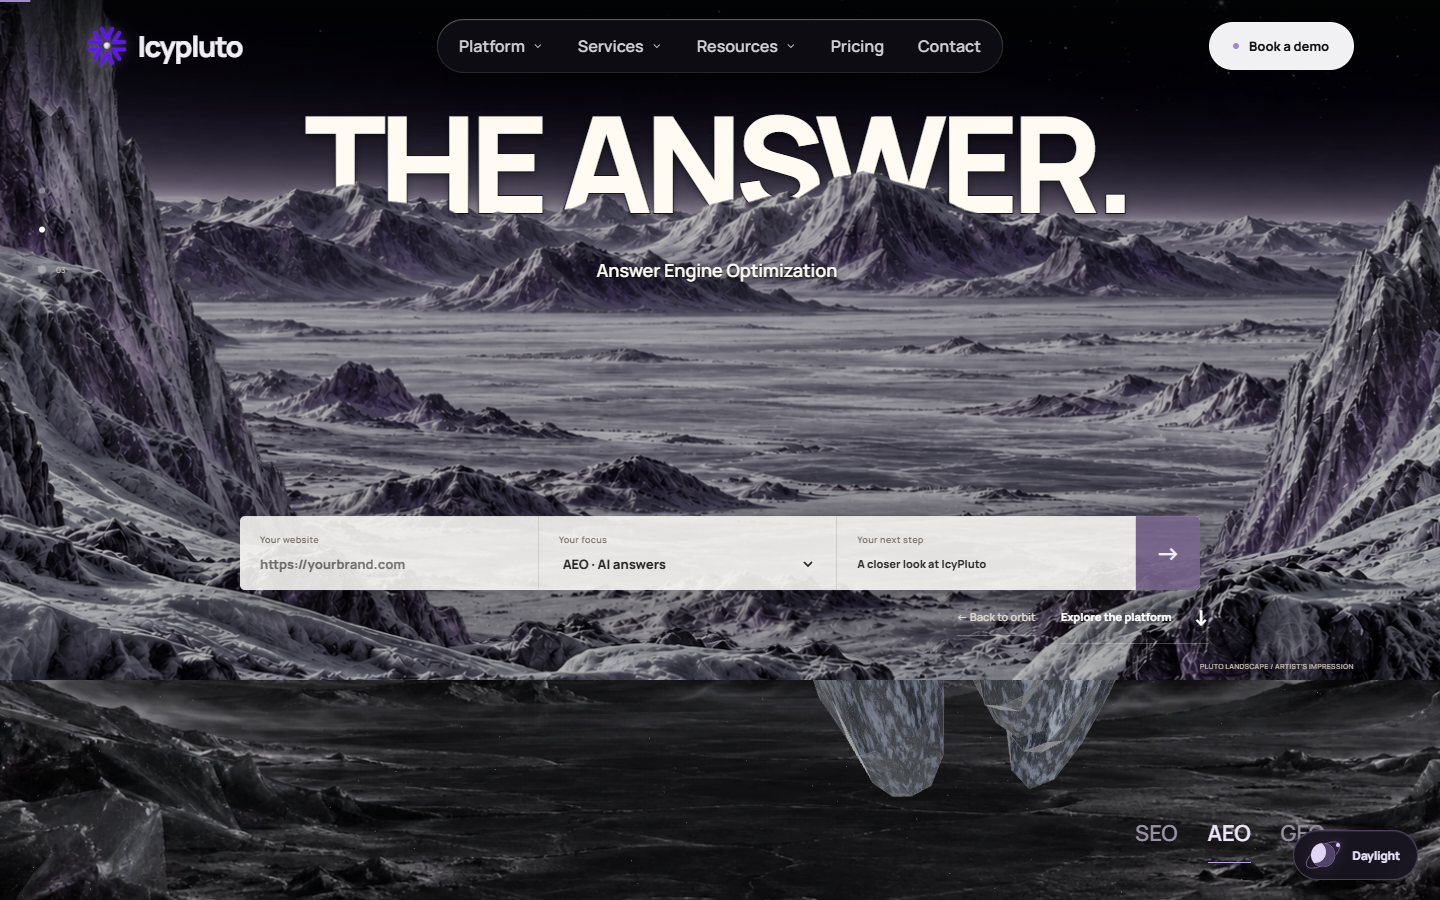 Icypluto
Platform
Services
Resources
Pricing
Contact
Book a demo
THE ANSWER.
03
Answer Engine Optimization
Your website
https://yourbrand.com
Your focus
AEO · AI answers
Your next step
A closer look at IcyPluto
→
← Back to orbit
Explore the platform ↓
PLUTO LANDSCAPE / ARTIST'S IMPRESSION
SEO AEO GEO
Daylight